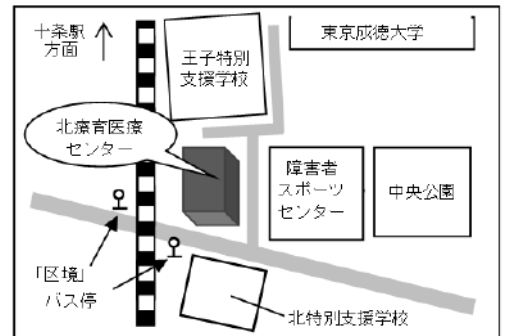 十条駅
方面
王子特別
支援学校
東京成徳大学
北療育医療
センター
障害者
スポーツ
センター
中央公園
「区境」
バス停
北特別支援学校